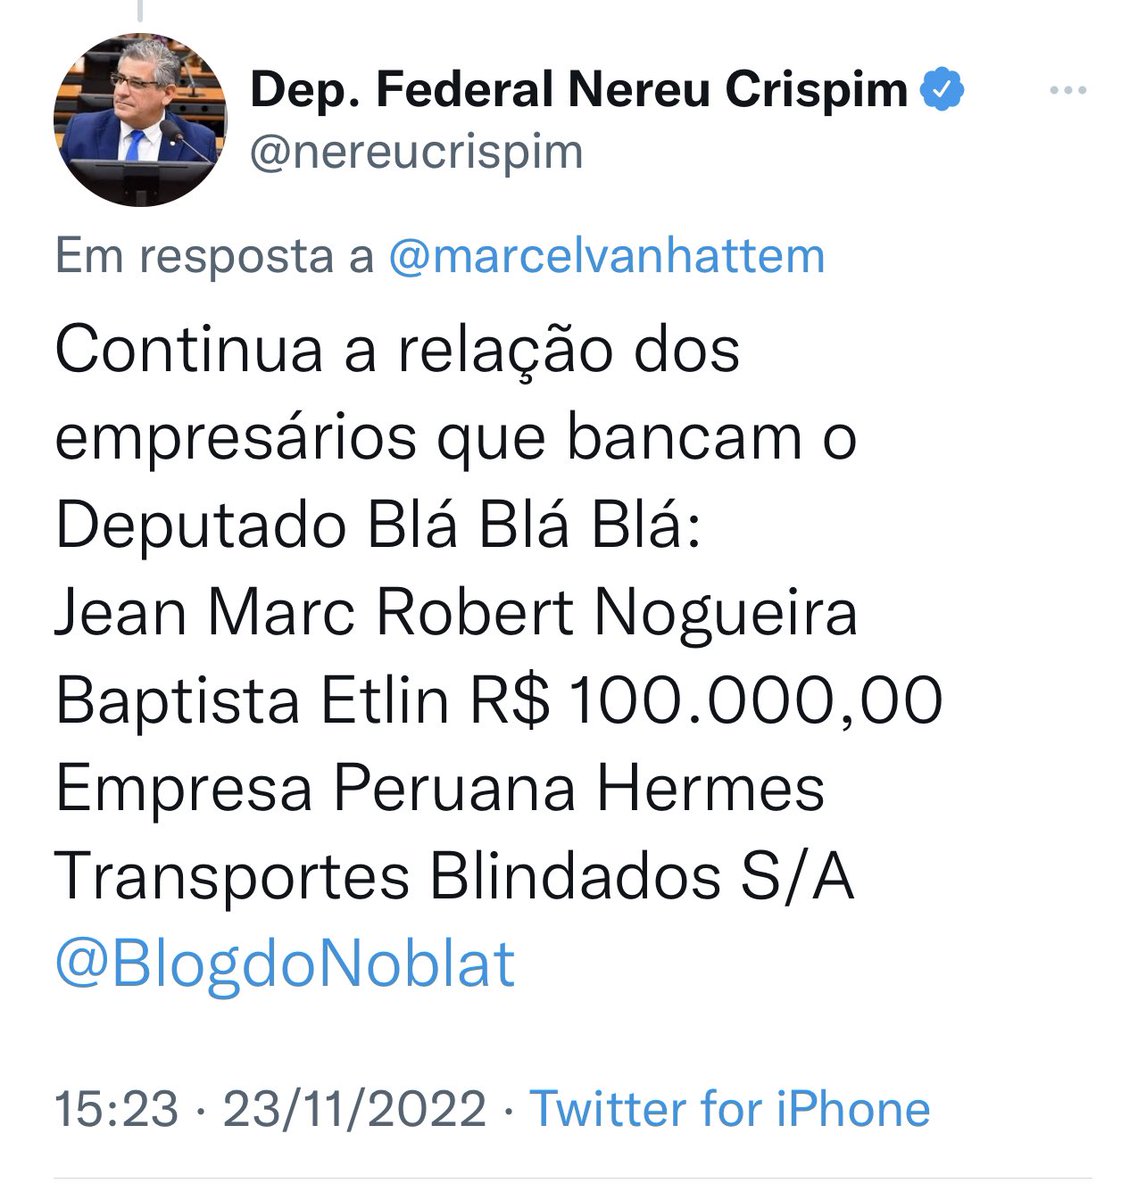 Dep. Federal Nereu Crispim
@nereucrispim
Em resposta a @marcelvanhattem
Continua a relação dos
empresários que bancam o
Deputado Blá Blá Blá:
Jean Marc Robert Nogueira
Baptista Etlin R$ 100.000,00
Empresa Peruana Hermes
Transportes Blindados S/A
@BlogdoNoblat
15:23 · 23/11/2022 · Twitter for iPhone